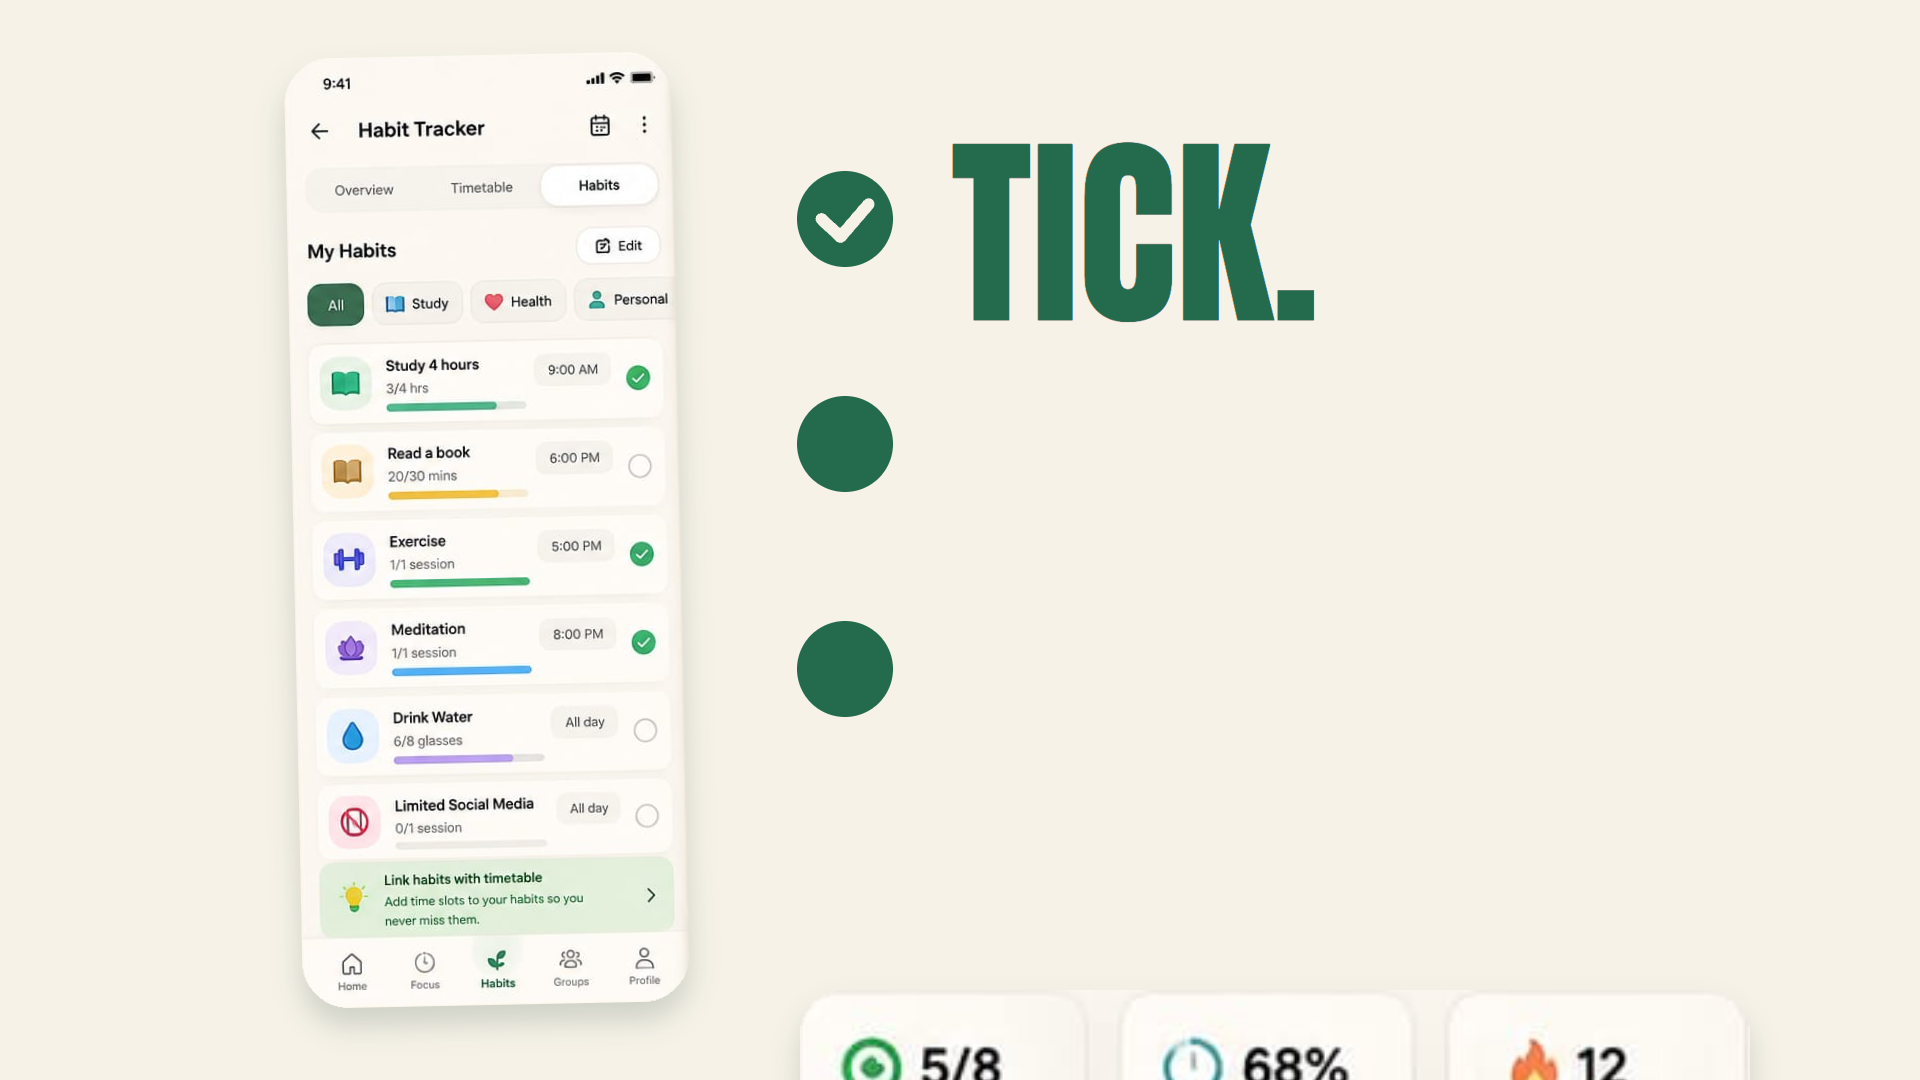 9:41
Habit Tracker
Overview Timetable Habits
My Habits
Edit
All Study Health Personal
Study 4 hours
3/4 hrs
9:00 AM
Read a book
20/30 mins
6:00 PM
Exercise
1/1 session
5:00 PM
Meditation
1/1 session
8:00 PM
Drink Water
6/8 glasses
All day
Limited Social Media
0/1 session
All day
Link habits with timetable
Add time slots to your habits so you
never miss them.
Home Focus Habits Groups Profile
TICK.
5/8 68% 12